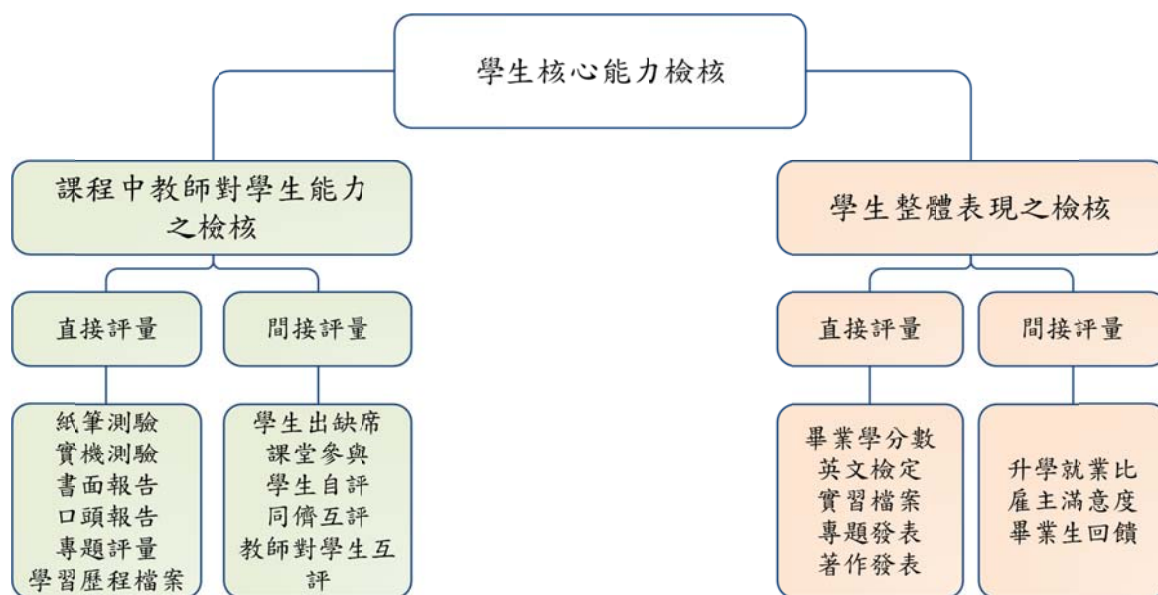 學生核心能力檢核
課程中教師對學生能力
之檢核
學生整體表現之檢核
直接評量
間接評量
直接評量
間接評量
紙筆測驗
實機測驗
書面報告
口頭報告
專題評量
學習歷程檔案
學生出缺席
課堂參與
學生自評
同儕互評
教師對學生互
評
畢業學分數
英文檢定
實習檔案
專題發表
著作發表
升學就業比
雇主滿意度
畢業生回饋